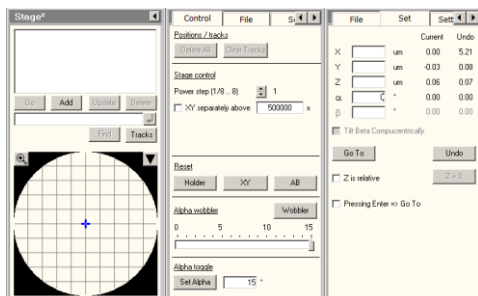 Stage⁴
Go Add Update Delete
Find Tracks
Control File
Positions / tracks
Delete All Clear Tracks
Stage control
Power step (1/8 .. 8) 1
XY separately above 500000 x
Reset
Holder XY AB
Alpha wobbler Wobbler
0 5 10 15
Alpha toggle
Set Alpha 15 °
File Set Sett
Current Undo
X um 0.00 5.21
Y um -0.03 0.08
Z um 0.06 0.07
α ° 0.00 0.00
β ° 0.00 0.00
Tilt Beta Compucentrically
Go To Undo
Z is relative Z = 0
Pressing Enter => Go To